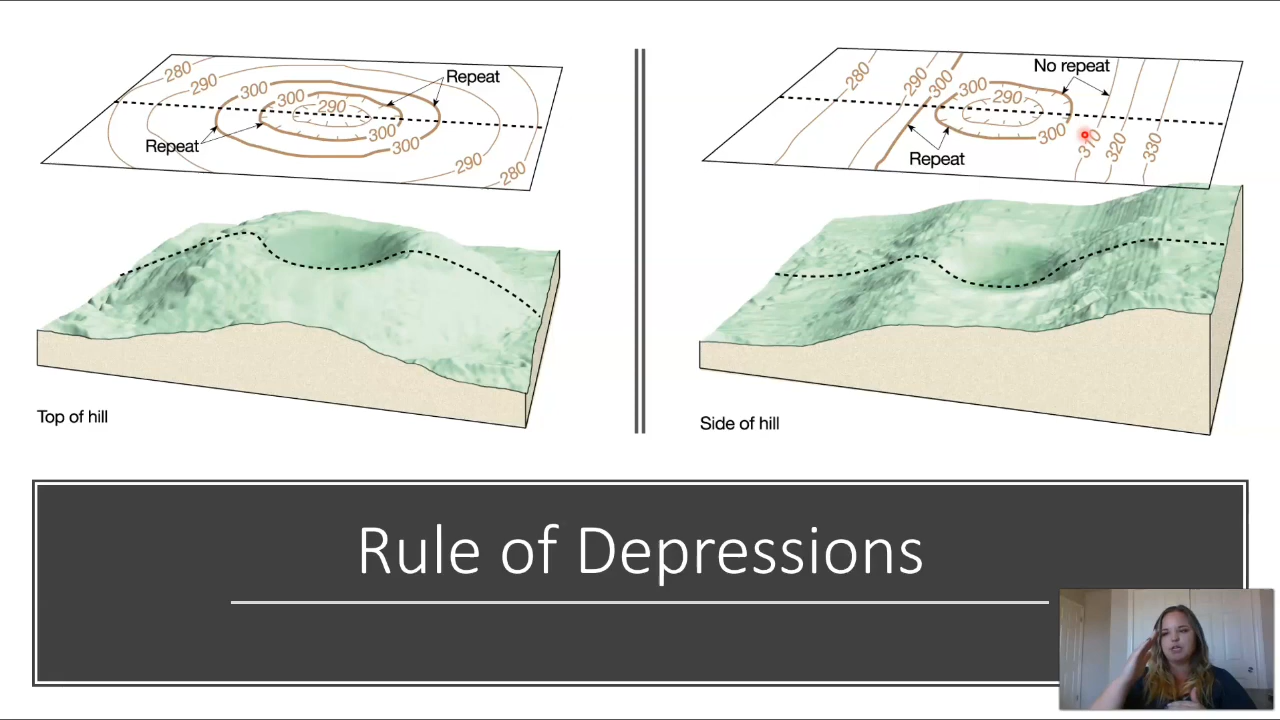 280
290
300
300
290
Repeat
Repeat
300
300
290
280
Top of hill
280
290
300
300
290
No repeat
Repeat
300
310
320
330
Side of hill
Rule of Depressions